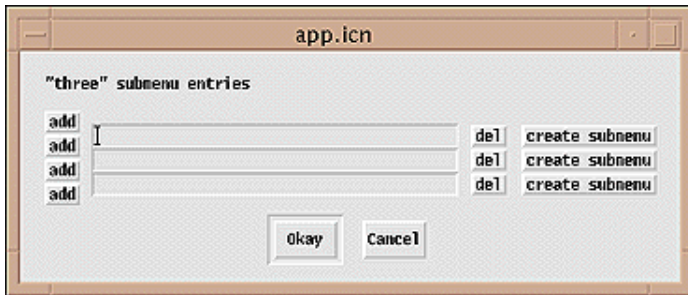 app.icn
"three" submenu entries
add
add del create submenu
add del create submenu
add del create submenu
Okay Cancel